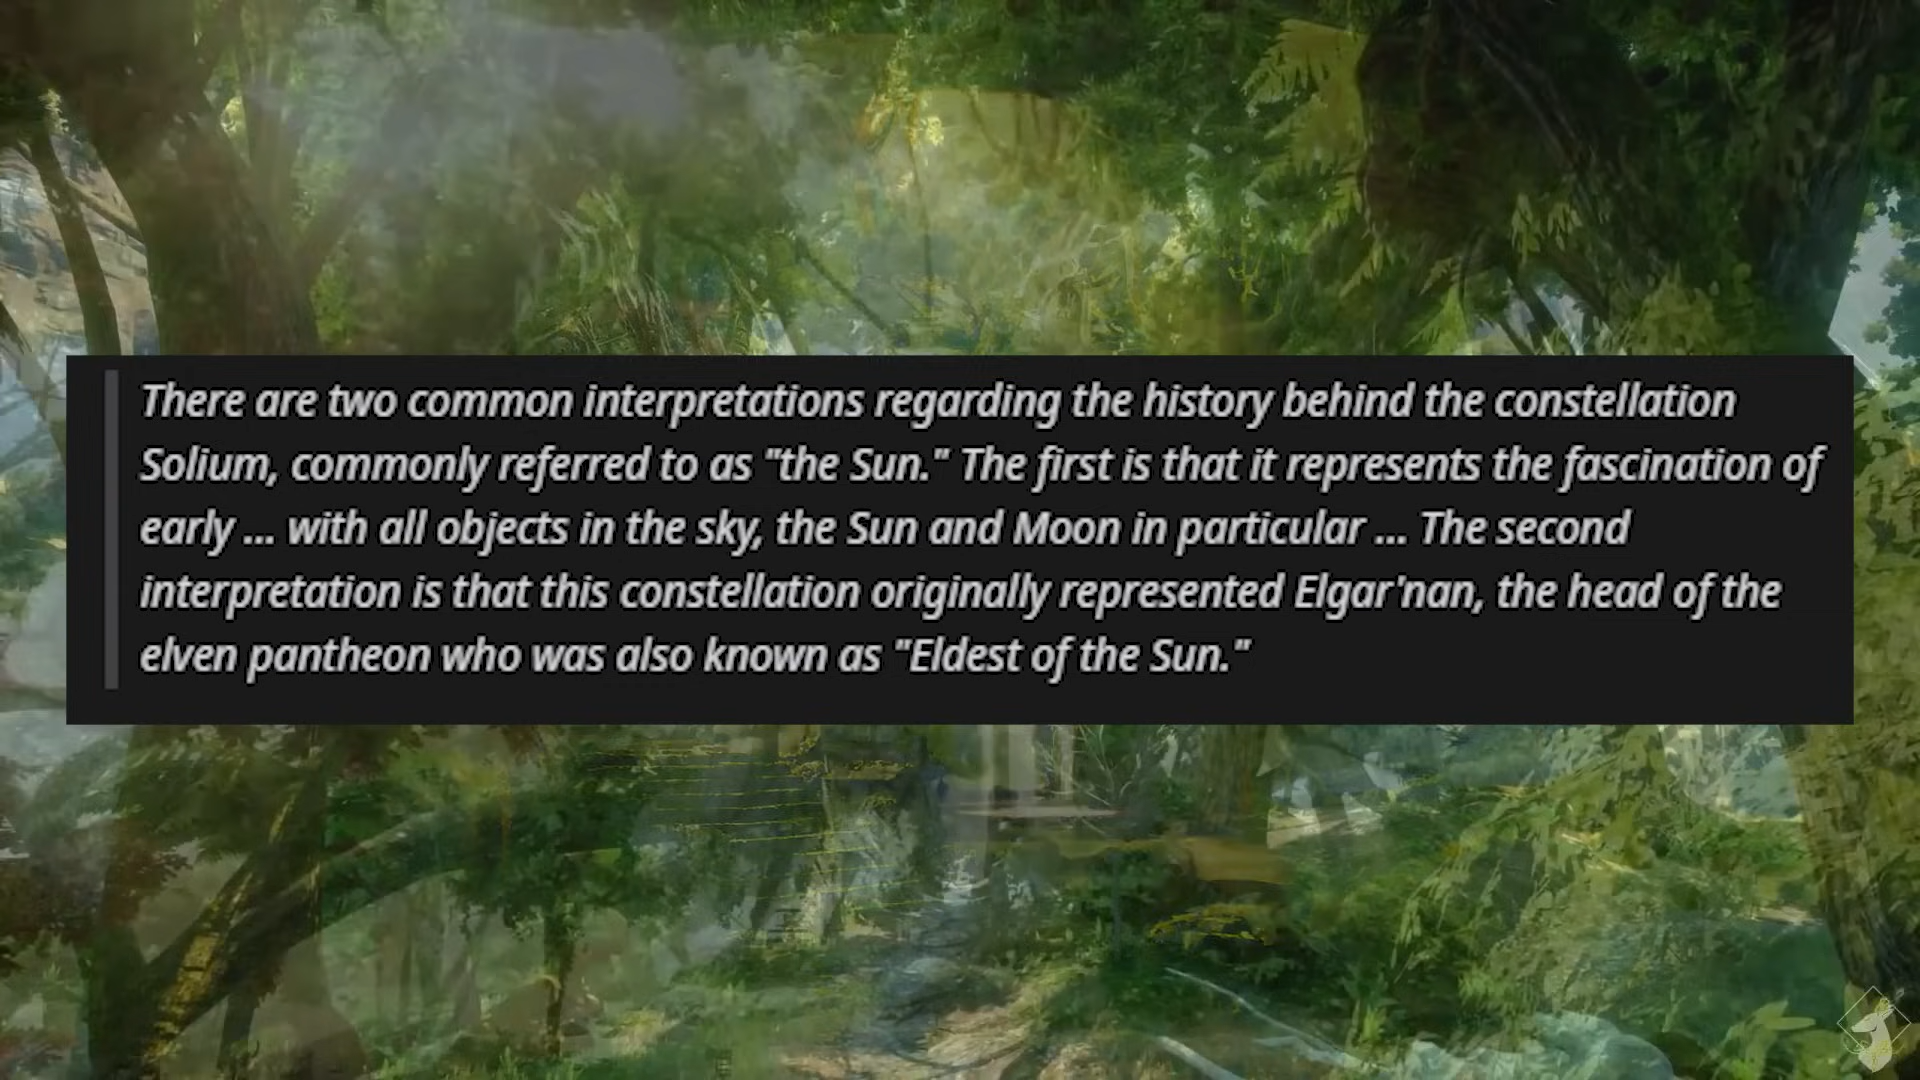 There are two common interpretations regarding the history behind the constellation
Solium, commonly referred to as "the Sun." The first is that it represents the fascination of
early ... with all objects in the sky, the Sun and Moon in particular ... The second
interpretation is that this constellation originally represented Elgar'nan, the head of the
elven pantheon who was also known as "Eldest of the Sun."